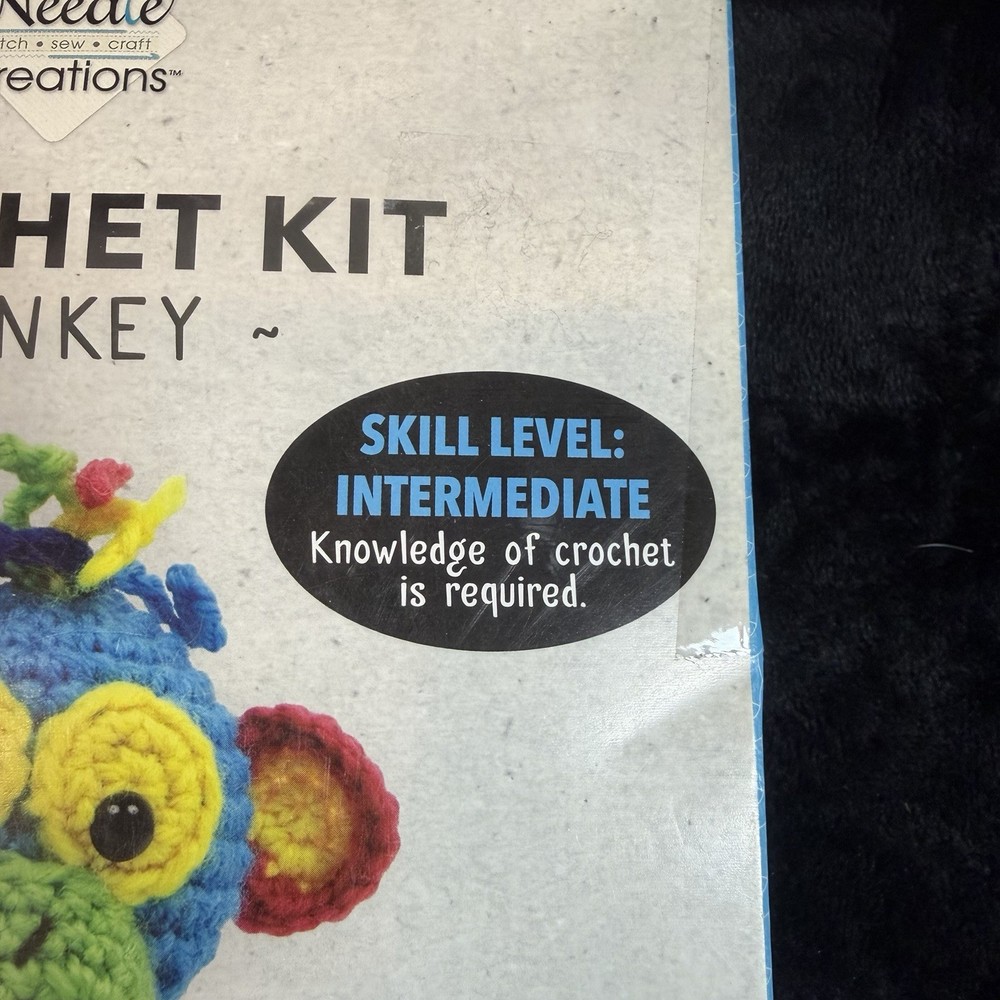 Needle
tch • sew • craft
reations™
HET KIT
NKEY ~
SKILL LEVEL:
INTERMEDIATE
Knowledge of crochet
is required.